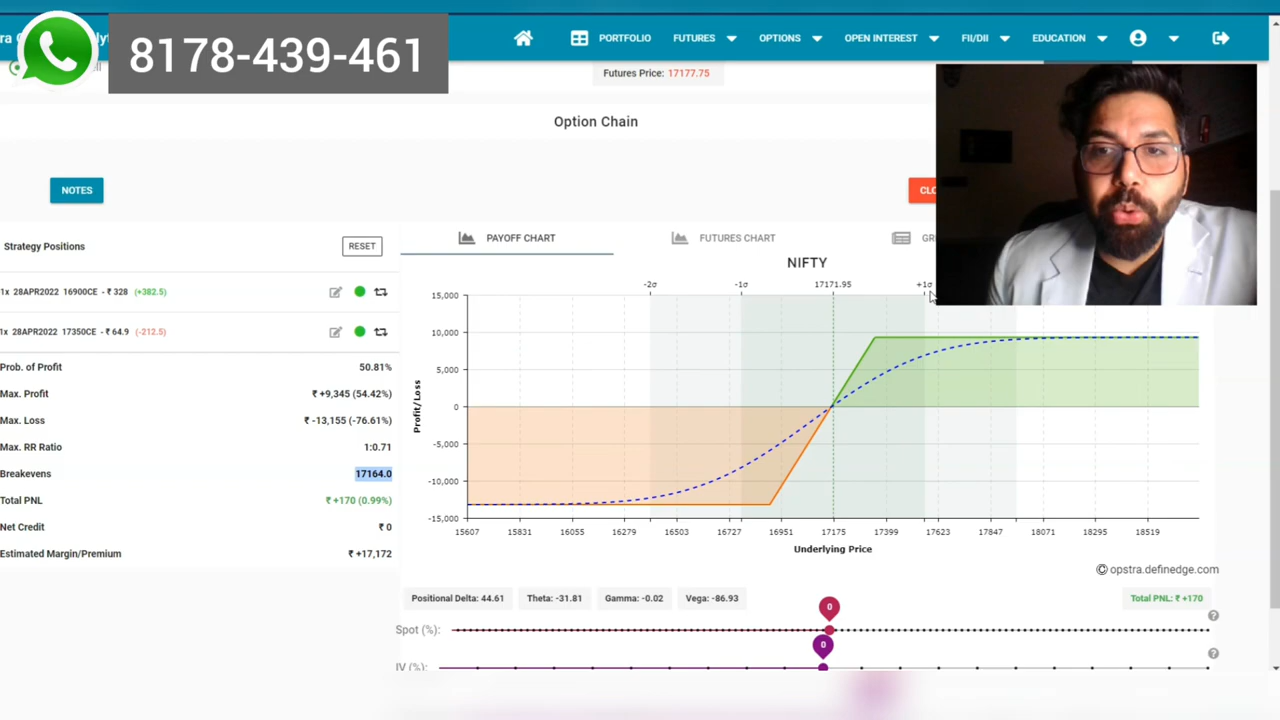 8178-439-461
PORTFOLIO FUTURES OPTIONS OPEN INTEREST FII/DII EDUCATION
Futures Price: 17177.75
Option Chain
NOTES
Strategy Positions RESET
PAYOFF CHART FUTURES CHART
NIFTY
1x 28APR2022 16900CE - ₹ 328 (+382.5)
1x 28APR2022 17350CE - ₹ 64.9 (-212.5)
Prob. of Profit 50.81%
Max. Profit ₹ +9,345 (54.42%)
Max. Loss ₹ -13,155 (-76.61%)
Max. RR Ratio 1:0.71
Breakevens 17164.0
Total PNL ₹ +170 (0.99%)
Net Credit ₹ 0
Estimated Margin/Premium ₹ +17,172
-2σ -1σ 17171.95 +1σ
15,000
10,000
5,000
0
-5,000
-10,000
-15,000
Profit/Loss
15607 15831 16055 16279 16503 16727 16951 17175 17399 17623 17847 18071 18295 18519
Underlying Price
© opstra.definedge.com
Positional Delta: 44.61 Theta: -31.81 Gamma: -0.02 Vega: -86.93 Total PNL: ₹ +170
0
Spot (%):
0
IV (%):